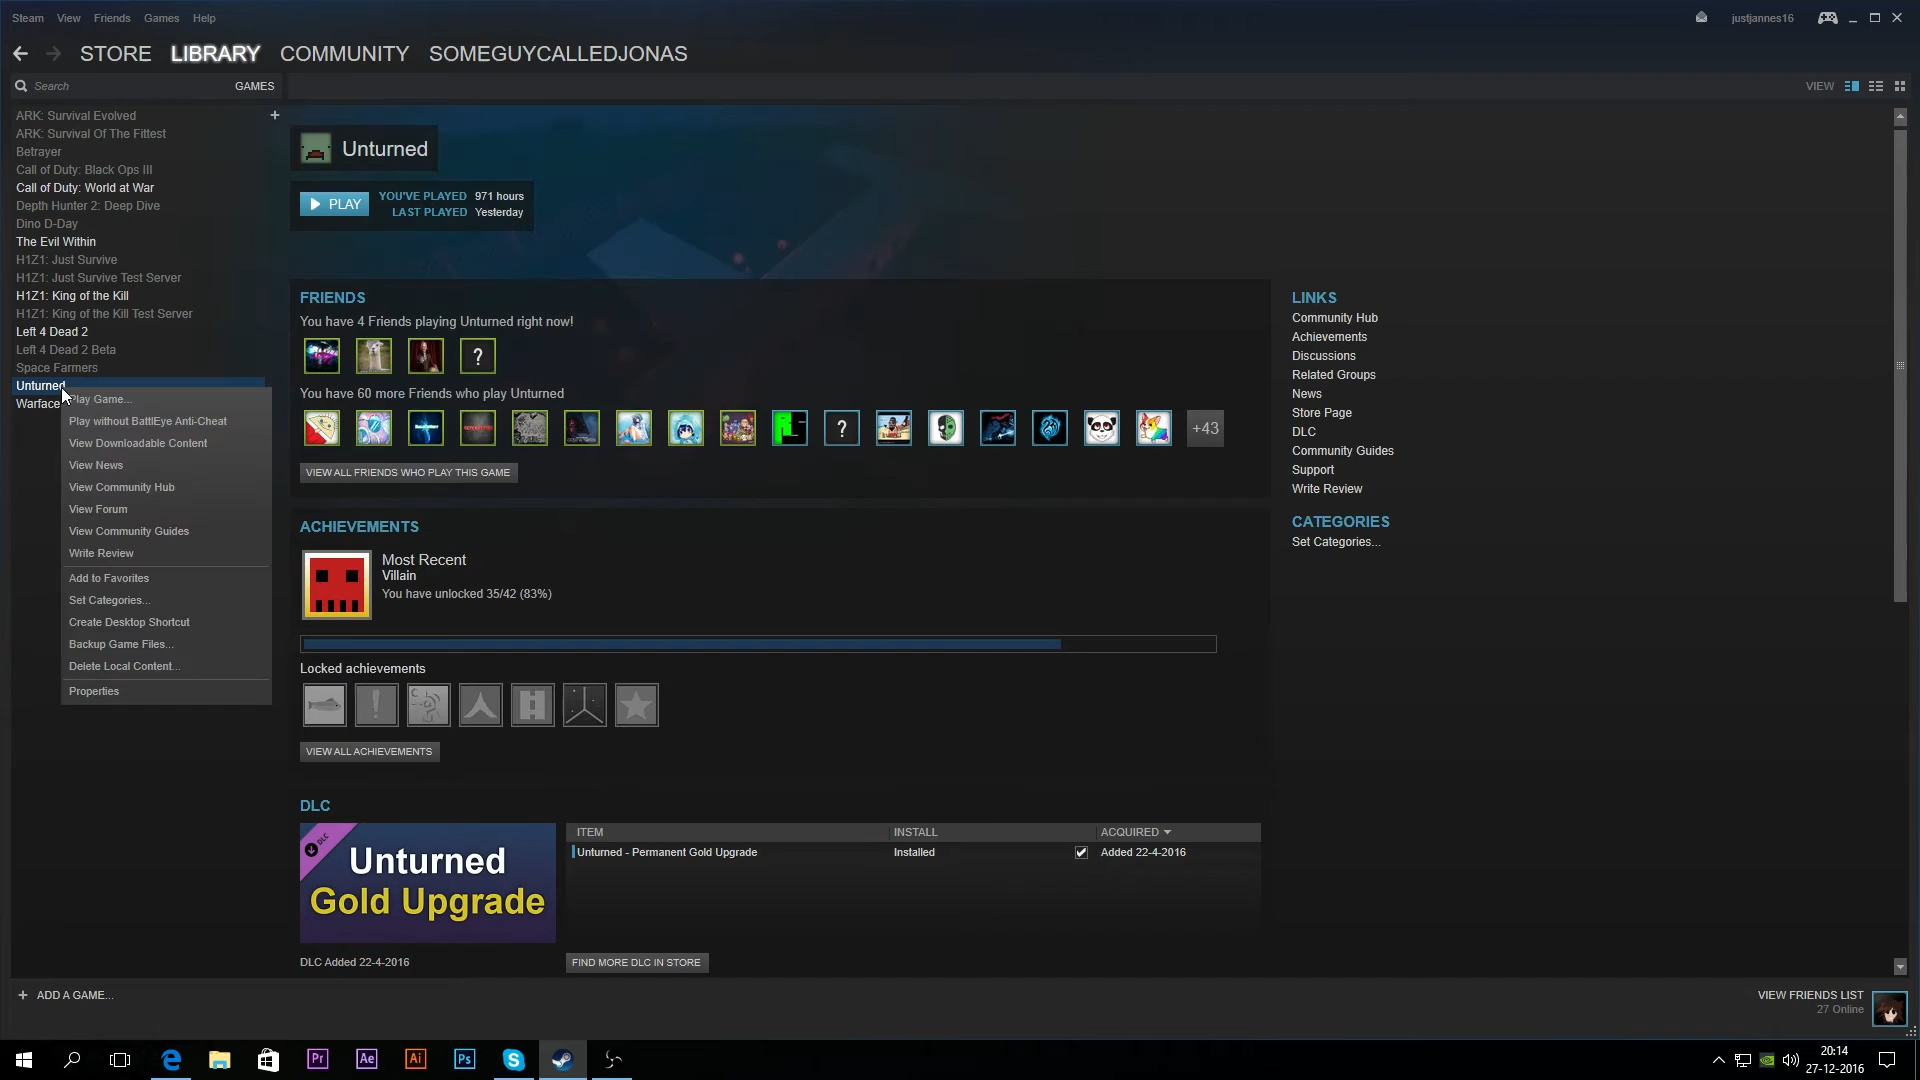 Steam View Friends Games Help
justjannes16
STORE LIBRARY COMMUNITY SOMEGUYCALLEDJONAS
Search GAMES
VIEW
ARK: Survival Evolved
ARK: Survival Of The Fittest
Betrayer
Call of Duty: Black Ops III
Call of Duty: World at War
Depth Hunter 2: Deep Dive
Dino D-Day
The Evil Within
H1Z1: Just Survive
H1Z1: Just Survive Test Server
H1Z1: King of the Kill
H1Z1: King of the Kill Test Server
Left 4 Dead 2
Left 4 Dead 2 Beta
Space Farmers
Unturned
Warface
Play Game...
Play without BattlEye Anti-Cheat
View Downloadable Content
View News
View Community Hub
View Forum
View Community Guides
Write Review
Add to Favorites
Set Categories...
Create Desktop Shortcut
Backup Game Files...
Delete Local Content...
Properties
Unturned
PLAY
YOU'VE PLAYED 971 hours
LAST PLAYED Yesterday
FRIENDS
You have 4 Friends playing Unturned right now!
?
You have 60 more Friends who play Unturned
?
+43
VIEW ALL FRIENDS WHO PLAY THIS GAME
ACHIEVEMENTS
Most Recent
Villain
You have unlocked 35/42 (83%)
Locked achievements
VIEW ALL ACHIEVEMENTS
DLC
DLC
Unturned
Gold Upgrade
DLC Added 22-4-2016
ITEM INSTALL ACQUIRED
Unturned - Permanent Gold Upgrade Installed Added 22-4-2016
FIND MORE DLC IN STORE
LINKS
Community Hub
Achievements
Discussions
Related Groups
News
Store Page
DLC
Community Guides
Support
Write Review
CATEGORIES
Set Categories...
+ ADD A GAME...
VIEW FRIENDS LIST
27 Online
Pr Ae Ai Ps
20:14
27-12-2016